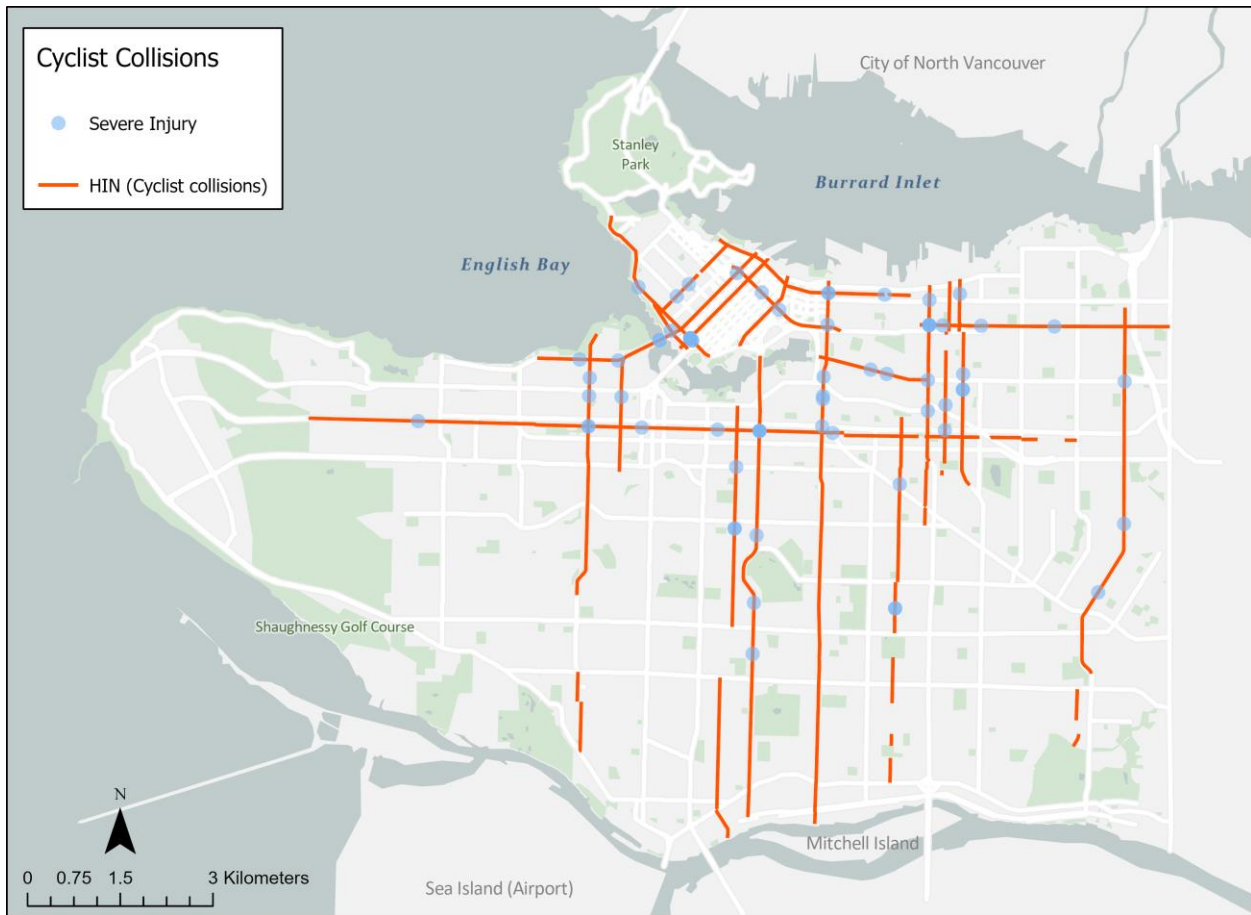 Cyclist Collisions
Severe Injury
HIN (Cyclist collisions)
City of North Vancouver
Stanley
Park
Burrard Inlet
English Bay
Shaughnessy Golf Course
N
0 0.75 1.5 3 Kilometers
Mitchell Island
Sea Island (Airport)